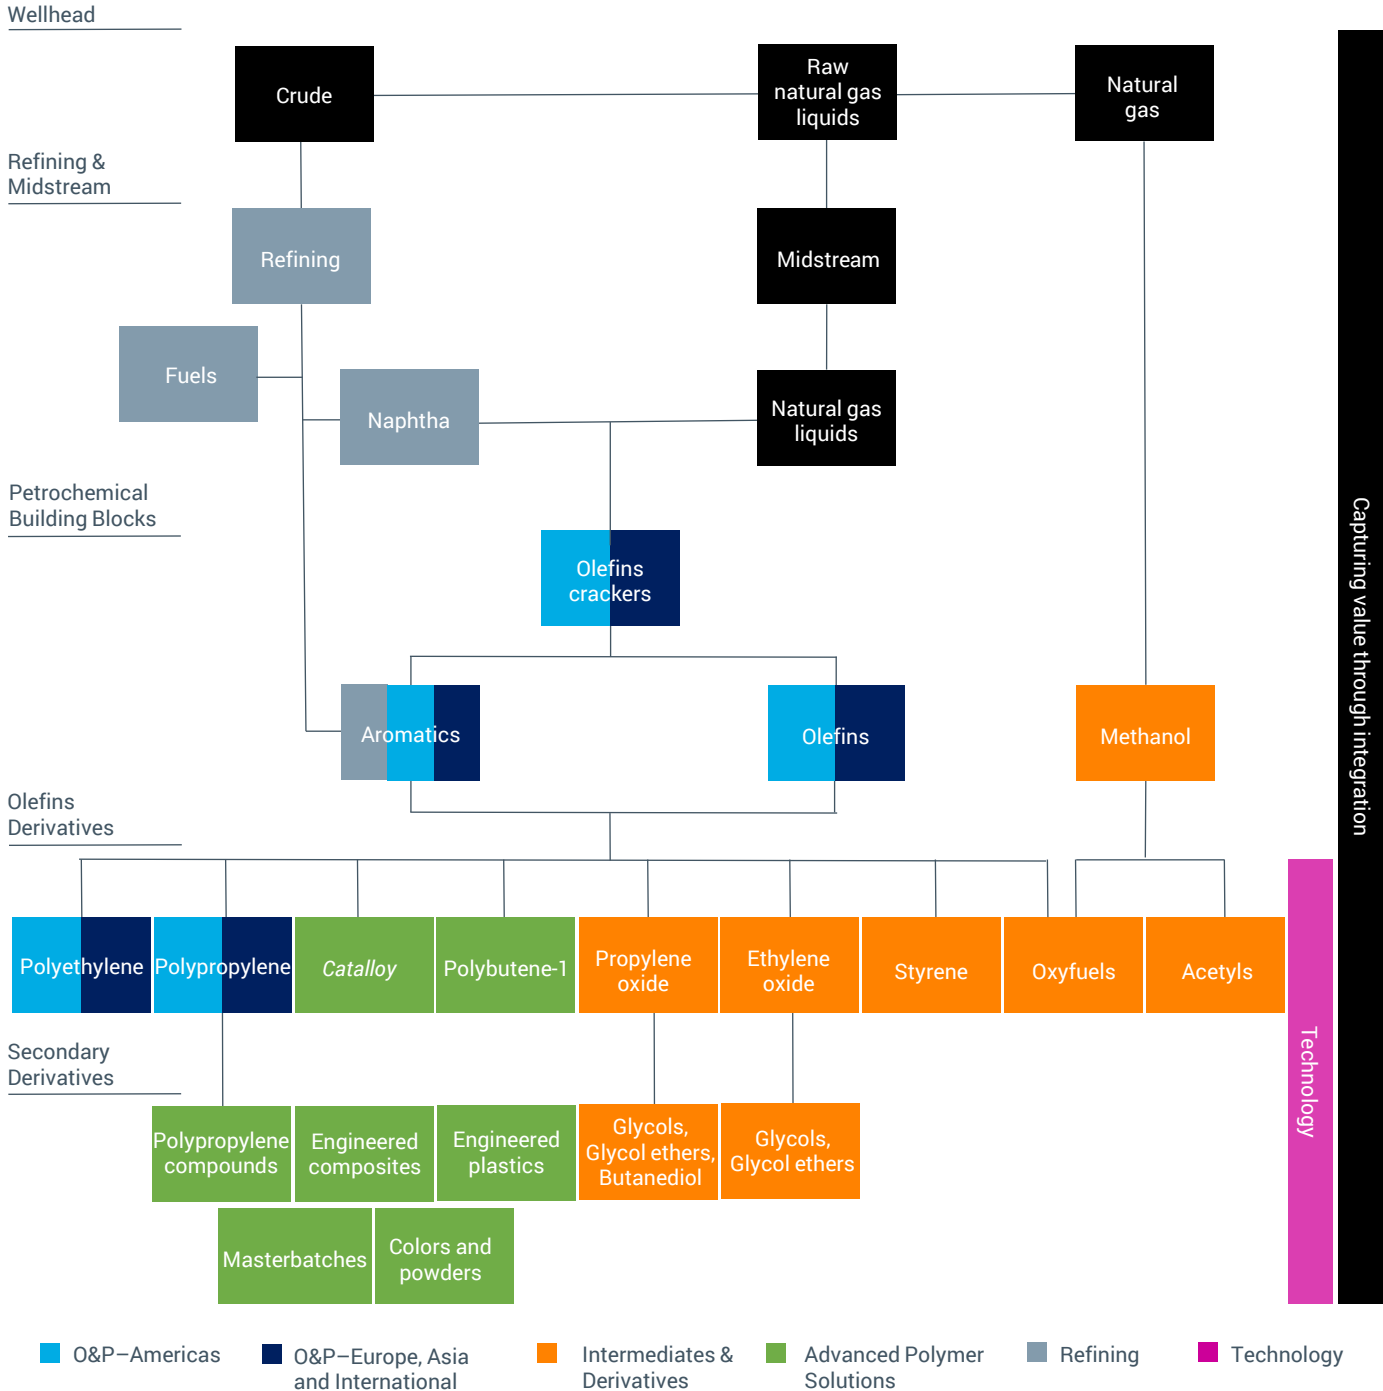 Wellhead
Crude
Raw
natural gas
liquids
Natural
gas
Refining &
Midstream
Refining
Midstream
Fuels
Naphtha
Natural gas
liquids
Petrochemical
Building Blocks
Olefins
crackers
Aromatics
Olefins
Methanol
Capturing value through integration
Olefins
Derivatives
Polyethylene
Polypropylene
Catalloy
Polybutene-1
Propylene
oxide
Ethylene
oxide
Styrene
Oxyfuels
Acetyls
Technology
Secondary
Derivatives
Polypropylene
compounds
Engineered
composites
Engineered
plastics
Glycols,
Glycol ethers,
Butanediol
Glycols,
Glycol ethers
Masterbatches
Colors and
powders
O&P–Americas
O&P–Europe, Asia
and International
Intermediates &
Derivatives
Advanced Polymer
Solutions
Refining
Technology